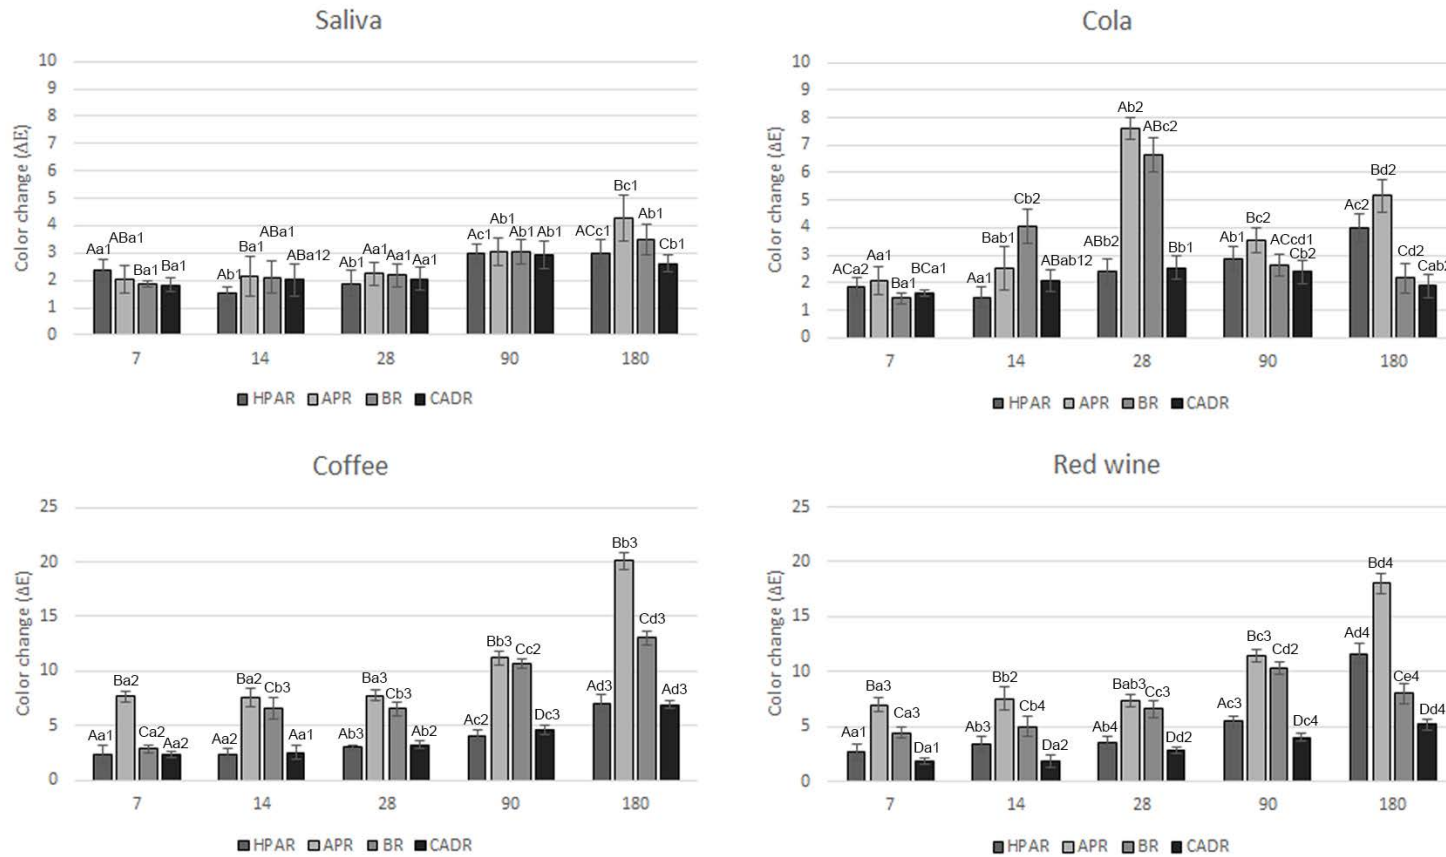 Saliva
Color change (ΔE)
10
9
8
7
6
5
4
3
2
1
0
Aa1
ABa1
Ba1
Ba1
Ab1
Ba1
ABa1
ABa12
Ab1
Aa1
Aa1
Aa1
Ac1
Ab1
Ab1
Ab1
ACc1
Bc1
Ab1
Cb1
7
14
28
90
180
HPAR APR BR CADR
Cola
Color change (ΔE)
10
9
8
7
6
5
4
3
2
1
0
ACa2
Aa1
Ba1
BCa1
Aa1
Bab1
Cb2
ABab12
ABb2
Ab2
ABc2
Bb1
Ab1
Bc2
ACcd1
Cb2
Ac2
Bd2
Cd2
Cab2
7
14
28
90
180
HPAR APR BR CADR
Coffee
Color change (ΔE)
25
20
15
10
5
0
Aa1
Ba2
Ca2
Aa2
Aa2
Ba2
Cb3
Aa1
Ab3
Ba3
Cb3
Ab2
Ac2
Bb3
Cc2
Dc3
Ad3
Bb3
Cd3
Ad3
7
14
28
90
180
HPAR APR BR CADR
Red wine
Color change (ΔE)
25
20
15
10
5
0
Aa1
Ba3
Ca3
Da1
Ab3
Bb2
Cb4
Da2
Ab4
Bab3
Cc3
Dd2
Ac3
Bc3
Cd2
Dc4
Ad4
Bd4
Ce4
Dd4
7
14
28
90
180
HPAR APR BR CADR